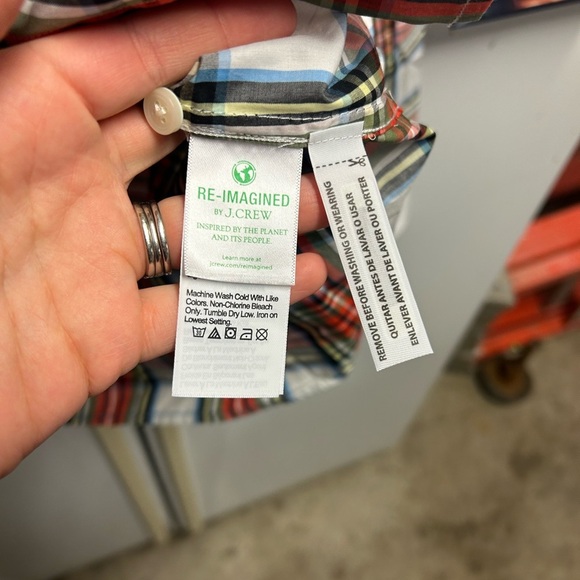 RE-IMAGINED
BY J.CREW
INSPIRED BY THE PLANET
AND ITS PEOPLE.
Learn more at
jcrew.com/reimagined
Machine Wash Cold With Like
Colors. Non-Chlorine Bleach
Only. Tumble Dry Low. Iron on
Lowest Setting.
REMOVE BEFORE WASHING OR WEARING
QUITAR ANTES DE LAVAR O USAR
ENLEVER AVANT DE LAVER OU PORTER